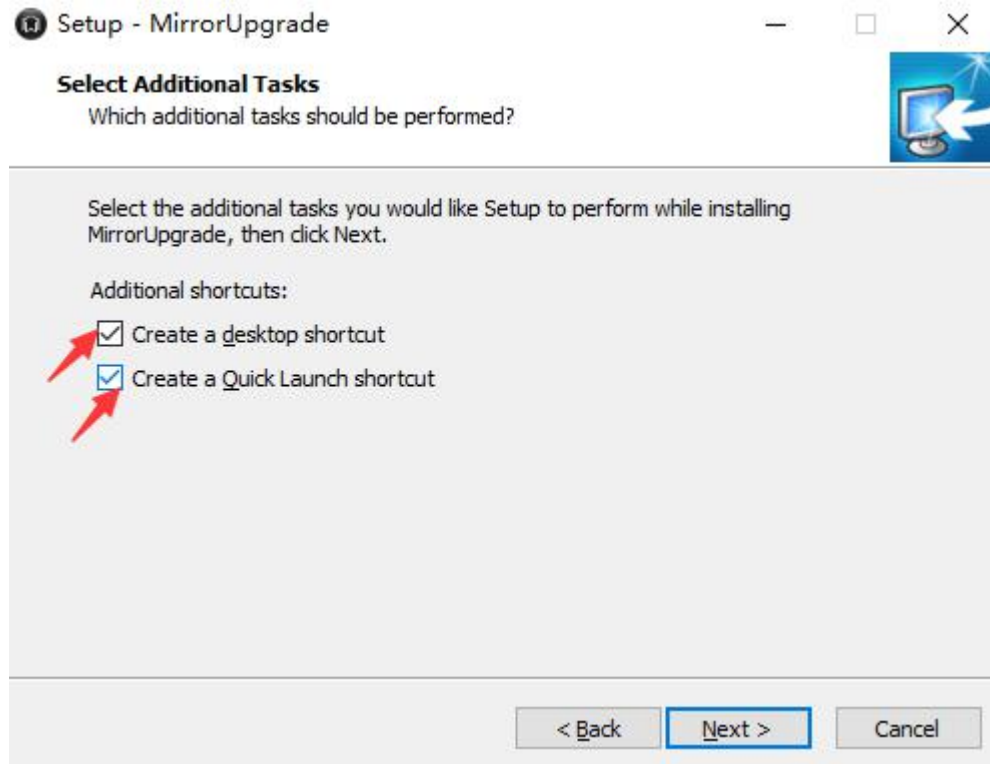 Setup - MirrorUpgrade
Select Additional Tasks
Which additional tasks should be performed?
Select the additional tasks you would like Setup to perform while installing
MirrorUpgrade, then click Next.
Additional shortcuts:
Create a desktop shortcut
Create a Quick Launch shortcut
< Back Next > Cancel